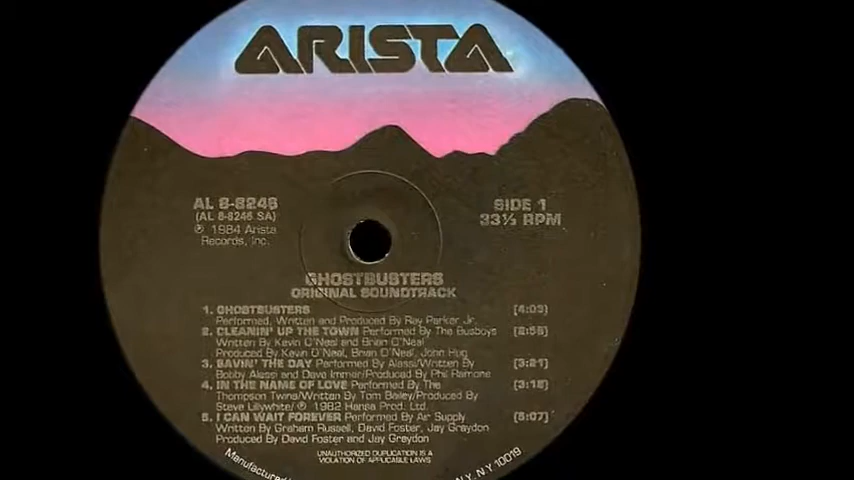 ARISTA
AL 8-8246
(AL 8-8246 SA)
℗ 1984 Arista
Records, Inc.
SIDE 1
33⅓ RPM
GHOSTBUSTERS
ORIGINAL SOUNDTRACK
1. GHOSTBUSTERS [4:03]
Performed, Written and Produced by Ray Parker Jr.
2. CLEANIN' UP THE TOWN Performed By The BusBoys [2:58]
Written By Kevin O'Neal and Brian O'Neal
Produced By Kevin O'Neal, Brian O'Neal, John Hug
3. SAVIN' THE DAY Performed By Alessi/Written By [3:21]
Bobby Alessi and Dave Immer/Produced By Phil Ramone
4. IN THE NAME OF LOVE Performed By The [3:18]
Thompson Twins/Written By Tom Bailey/Produced By
Steve Lillywhite/℗ 1982 Hansa Prod. Ltd.
5. I CAN WAIT FOREVER Performed By Air Supply [5:07]
Written By Graham Russell, David Foster, Jay Graydon
Produced By David Foster and Jay Graydon
UNAUTHORIZED DUPLICATION IS A
VIOLATION OF APPLICABLE LAWS
Manufactured
N.Y., N.Y. 10019